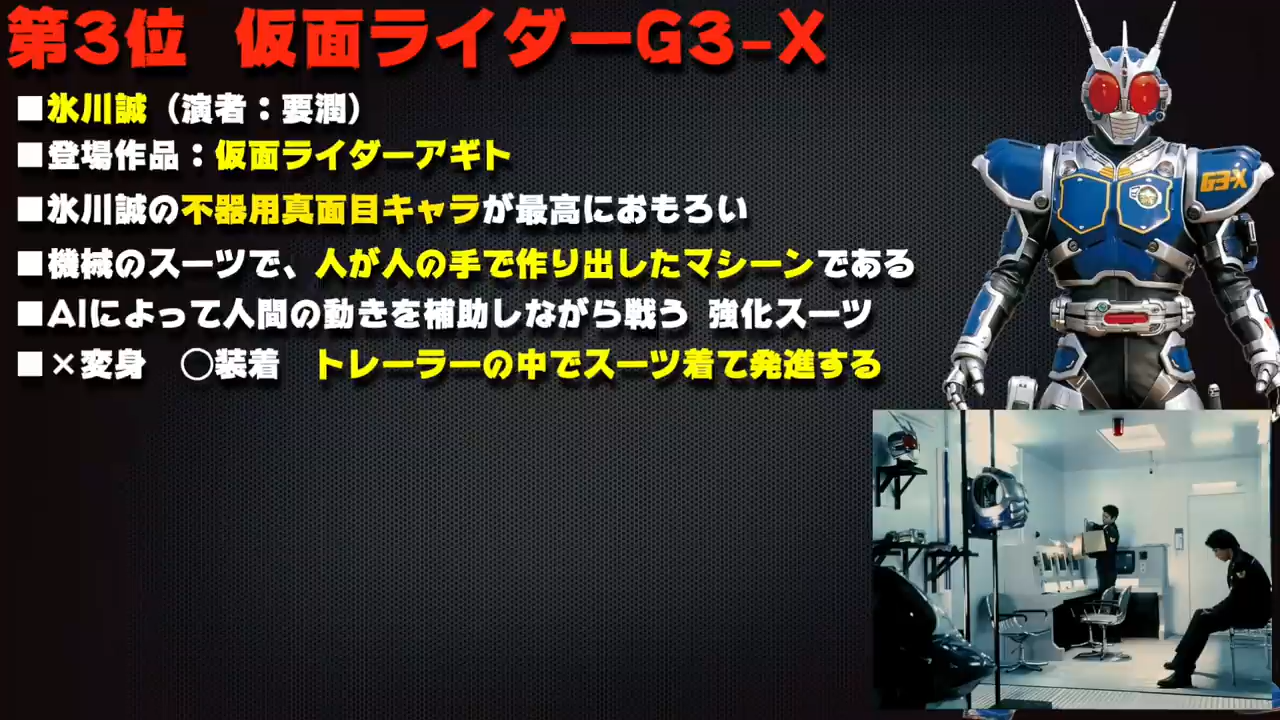 第3位 仮面ライダーG3-X
■氷川誠（演者：要潤）
■登場作品：仮面ライダーアギト
■氷川誠の不器用真面目キャラが最高におもろい
■機械のスーツで、人が人の手で作り出したマシーンである
■AIによって人間の動きを補助しながら戦う 強化スーツ
■×変身　◯装着　トレーラーの中でスーツ着て発進する
G3-X